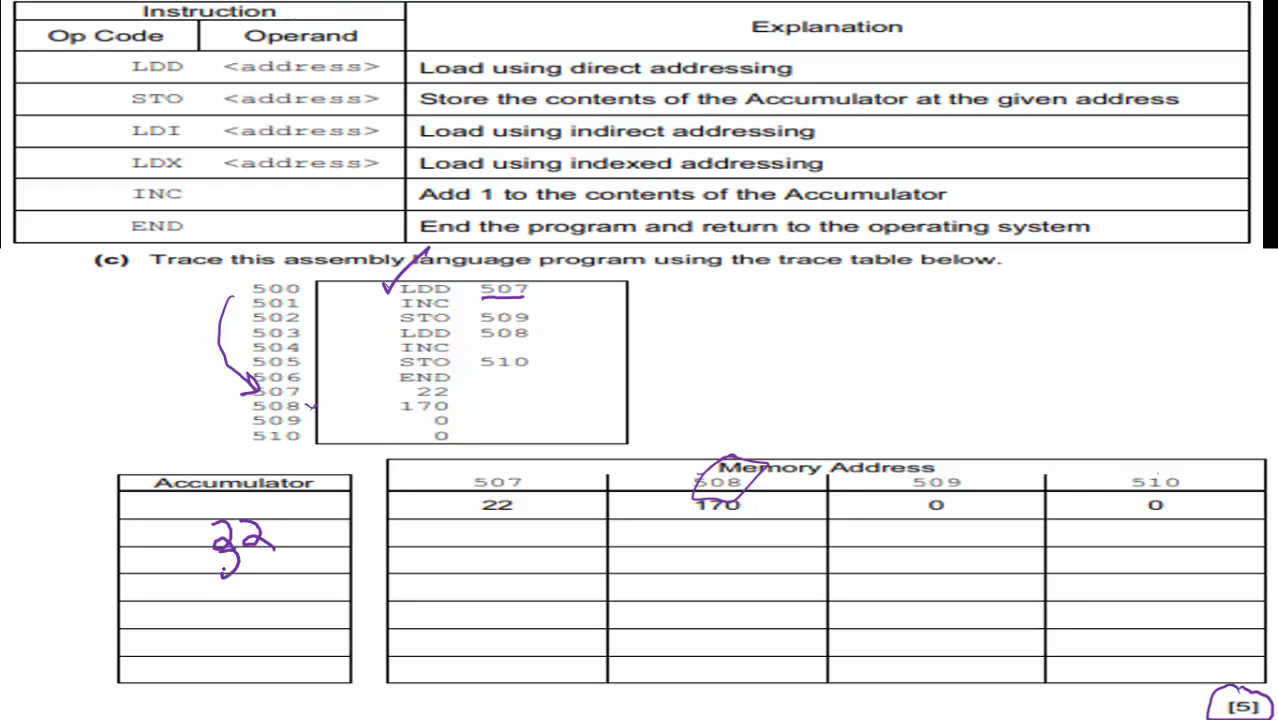 Instruction
Op Code Operand Explanation
LDD <address> Load using direct addressing
STO <address> Store the contents of the Accumulator at the given address
LDI <address> Load using indirect addressing
LDX <address> Load using indexed addressing
INC Add 1 to the contents of the Accumulator
END End the program and return to the operating system
(c) Trace this assembly language program using the trace table below.
500 LDD 507
501 INC
502 STO 509
503 LDD 508
504 INC
505 STO 510
506 END
507 22
508 170
509 0
510 0
Memory Address
Accumulator 507 508 509 510
22 170 0 0
22
[5]